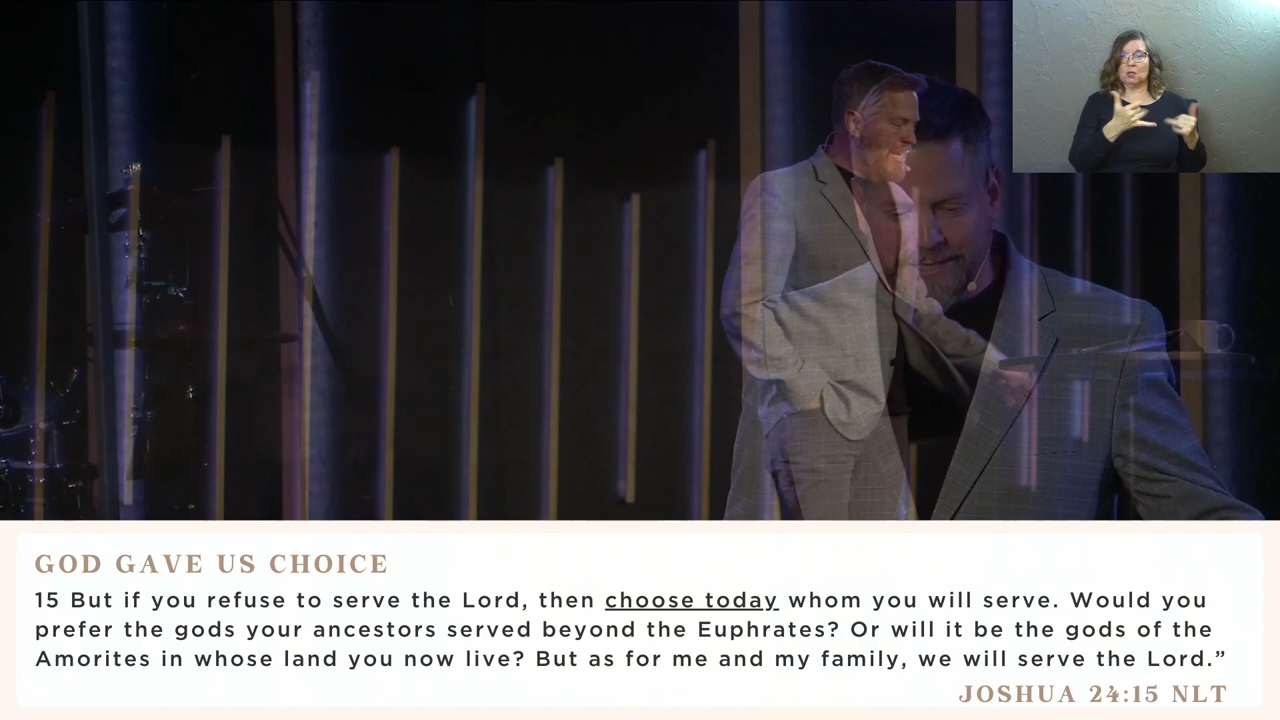 GOD GAVE US CHOICE
15 But if you refuse to serve the Lord, then choose today whom you will serve. Would you
prefer the gods your ancestors served beyond the Euphrates? Or will it be the gods of the
Amorites in whose land you now live? But as for me and my family, we will serve the Lord.”
JOSHUA 24:15 NLT